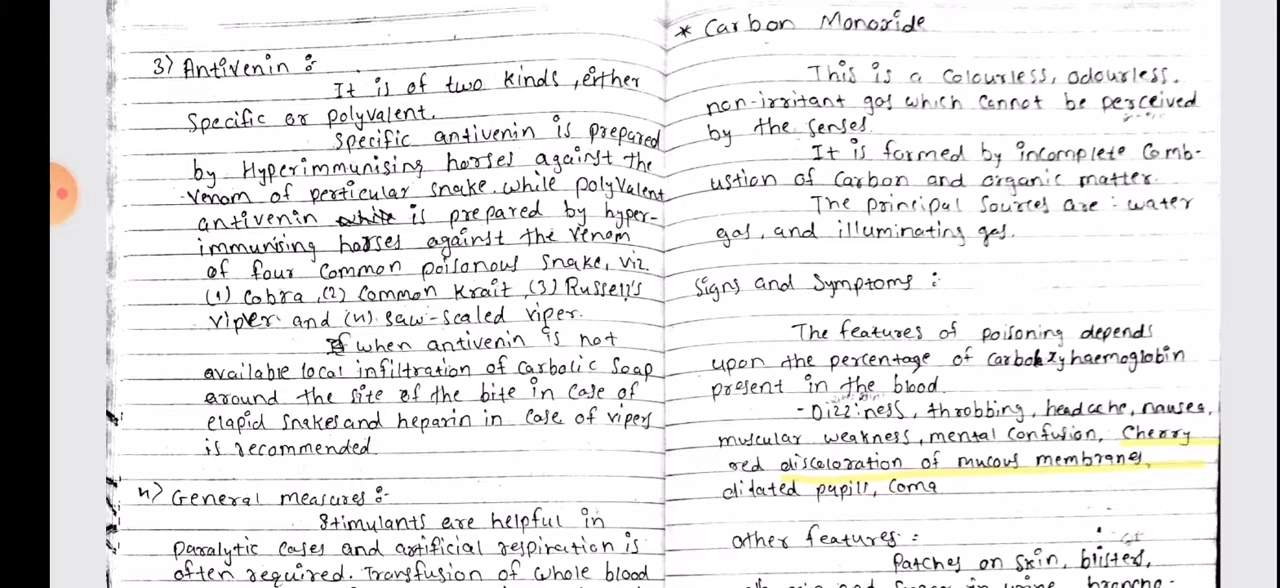 3) Antivenin :-
It is of two kinds, either
Specific or polyvalent.
Specific antivenin is prepared
by Hyperimmunising horses against the
venom of perticular snake. while polyvalent
antivenin is prepared by hyper-
immunising horses against the venom
of four common poisonous snake, viz.
(1) Cobra, (2) Common Krait, (3) Russell's
viper. and (4) saw-scaled viper.
when antivenin is not
available local infiltration of carbolic soap
around the site of the bite in case of
elapid snakes and heparin in case of vipers
is recommended.
4) General measures :-
Stimulants are helpful in
paralytic cases and artificial respiration is
often required. Transfusion of whole blood
* Carbon Monoxide
This is a colourless, odourless.
non-irritant gas which cannot be perceived
by the senses.
It is formed by incomplete comb-
ustion of carbon and organic matter.
The principal sources are : water
gas, and illuminating gas.
Signs and Symptoms :
The features of poisoning depends
upon the percentage of carboxyhaemoglobin
present in the blood.
- Dizziness, throbbing, headache, nausea,
muscular weakness, mental confusion, Cherry
red discoloration of mucous membranes,
dilated pupils, coma
other features :
Patches on skin, blisters,